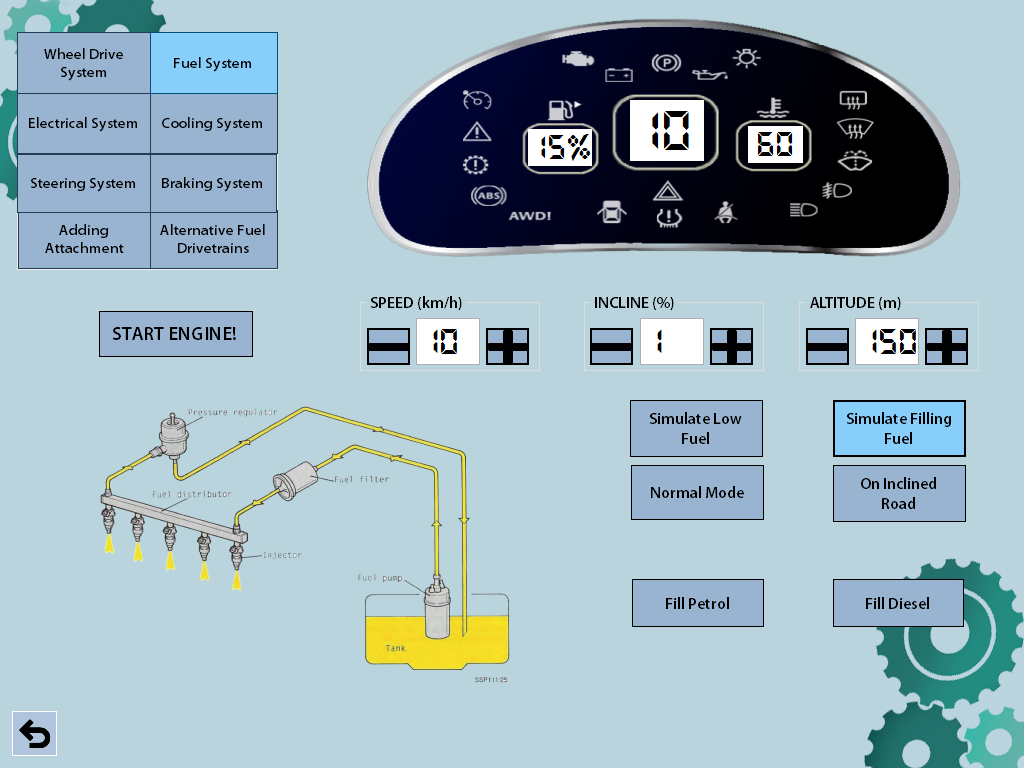 Wheel Drive
System
Fuel System
Electrical System
Cooling System
Steering System
Braking System
Adding
Attachment
Alternative Fuel
Drivetrains
P
15%
10
60
ABS
AWD!
START ENGINE!
SPEED (km/h)
10
INCLINE (%)
1
ALTITUDE (m)
150
Simulate Low
Fuel
Simulate Filling
Fuel
Normal Mode
On Inclined
Road
Fill Petrol
Fill Diesel
Pressure regulator
Fuel filter
Fuel distributor
Injector
Fuel pump
Tank
SSP11125